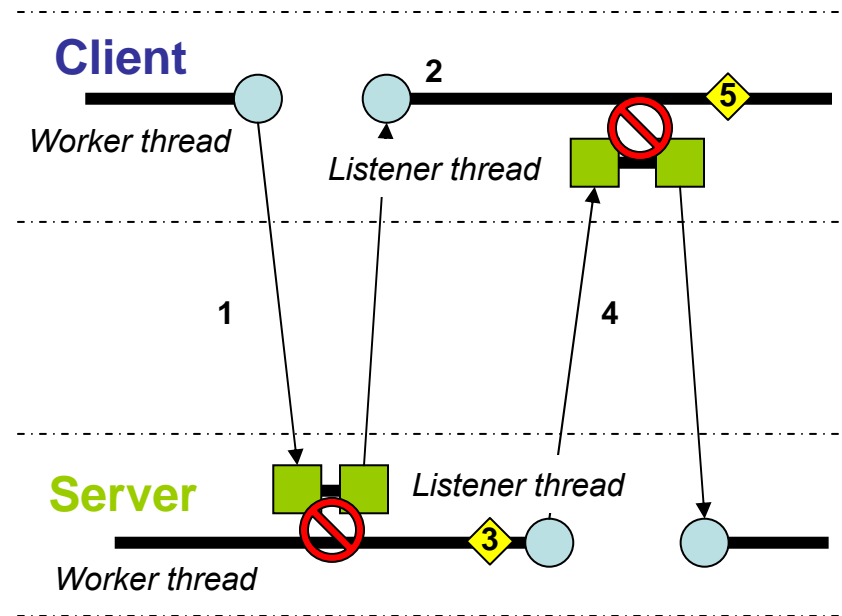 Client
2
5
Worker thread
Listener thread
1
4
Server
Listener thread
3
Worker thread